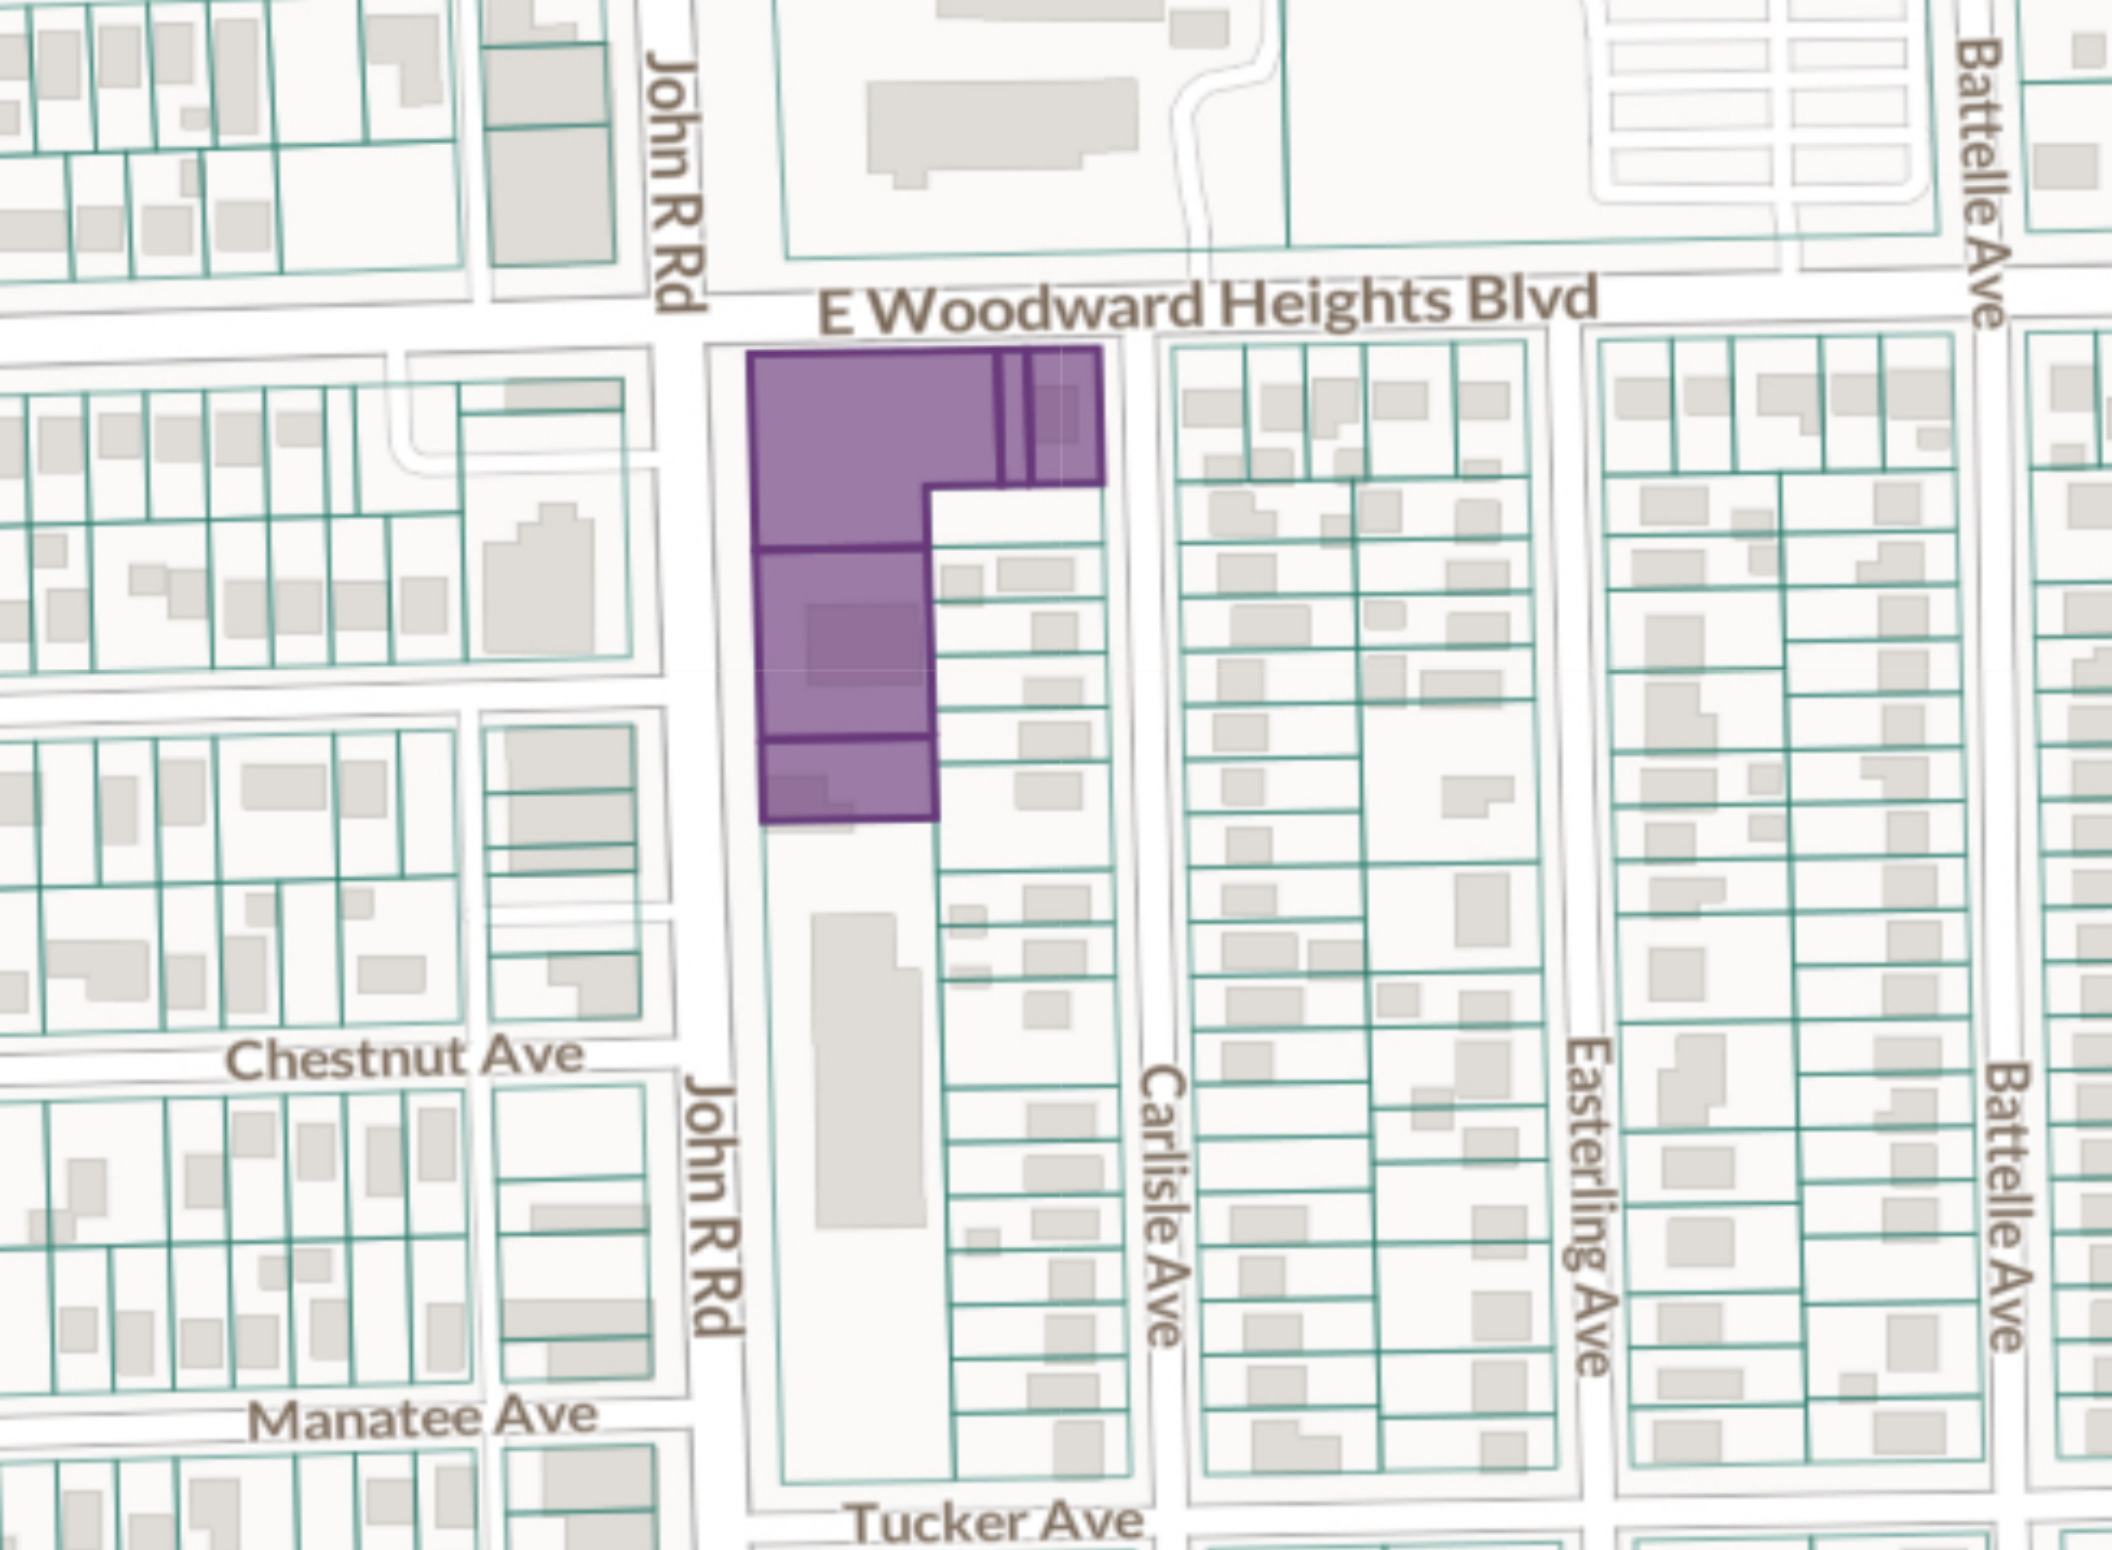 John R Rd
Battelle Ave
E Woodward Heights Blvd
Chestnut Ave
John R Rd
Carlisle Ave
Easterling Ave
Battelle Ave
Manatee Ave
Tucker Ave